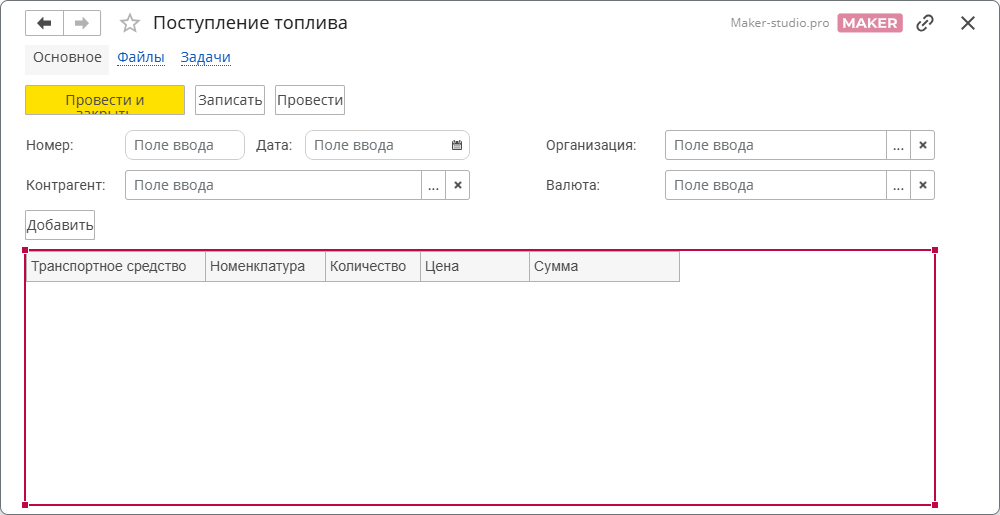 Поступление топлива
Maker-studio.pro MAKER
Основное Файлы Задачи
Провести и закрыть Записать Провести
Номер: Поле ввода Дата: Поле ввода Организация: Поле ввода ... ×
Контрагент: Поле ввода ... × Валюта: Поле ввода ... ×
Добавить
Транспортное средство Номенклатура Количество Цена Сумма